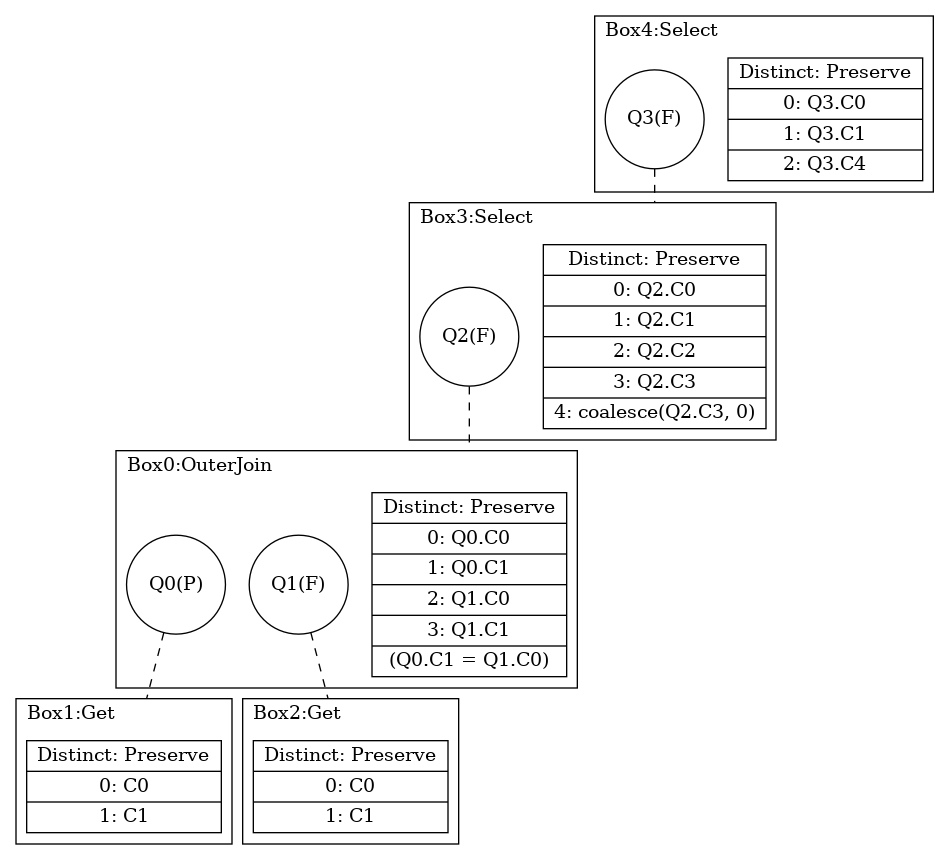 Box4:Select
Q3(F)
Distinct: Preserve
0: Q3.C0
1: Q3.C1
2: Q3.C4
Box3:Select
Q2(F)
Distinct: Preserve
0: Q2.C0
1: Q2.C1
2: Q2.C2
3: Q2.C3
4: coalesce(Q2.C3, 0)
Box0:OuterJoin
Q0(P)
Q1(F)
Distinct: Preserve
0: Q0.C0
1: Q0.C1
2: Q1.C0
3: Q1.C1
(Q0.C1 = Q1.C0)
Box1:Get
Distinct: Preserve
0: C0
1: C1
Box2:Get
Distinct: Preserve
0: C0
1: C1